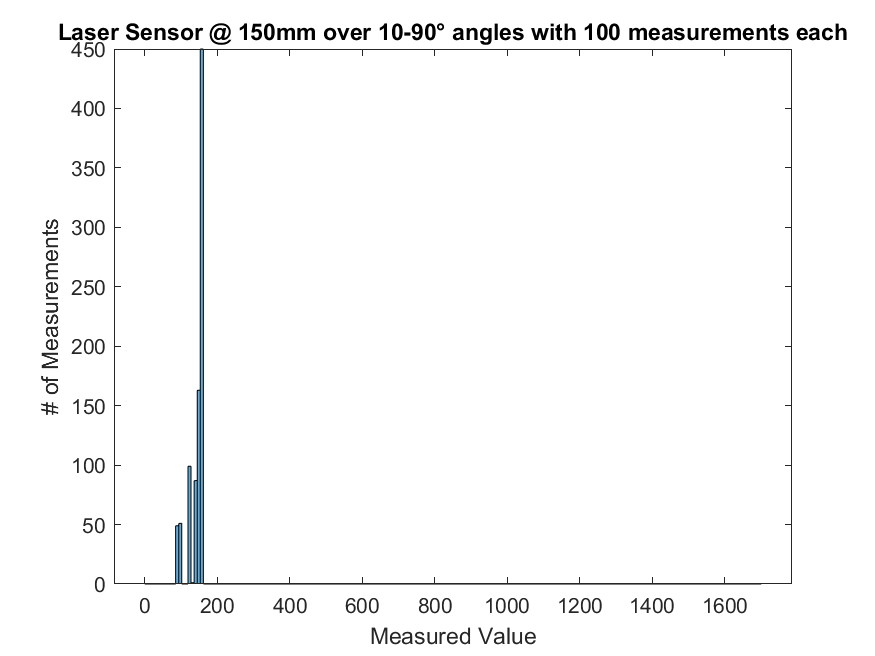 Laser Sensor @ 150mm over 10-90° angles with 100 measurements each
450
400
350
300
250
200
150
100
50
0
# of Measurements
0 200 400 600 800 1000 1200 1400 1600
Measured Value